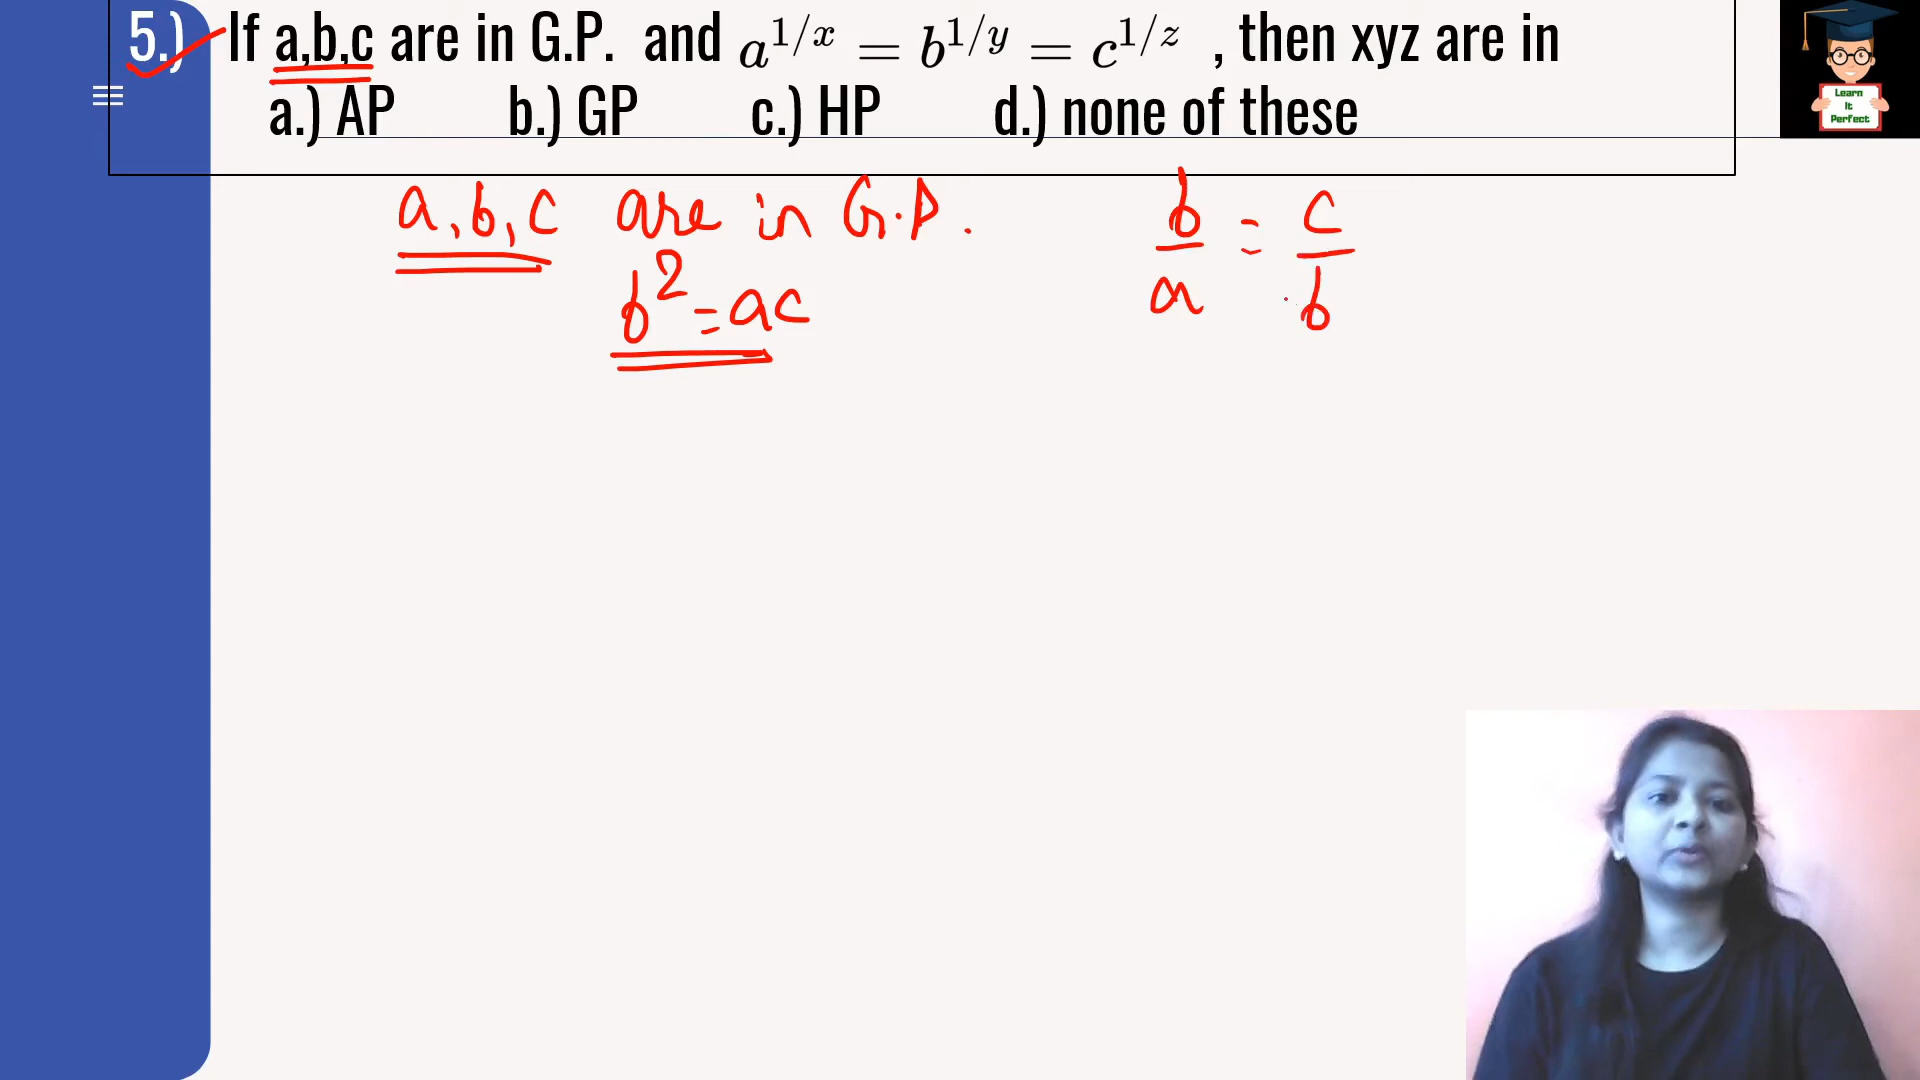 5.) If a,b,c are in G.P. and a^{1/x} = b^{1/y} = c^{1/z} , then xyz are in
a.) AP b.) GP c.) HP d.) none of these
Learn
It
Perfect
a, b, c are in G.P.
b² = ac
b/a = c/b